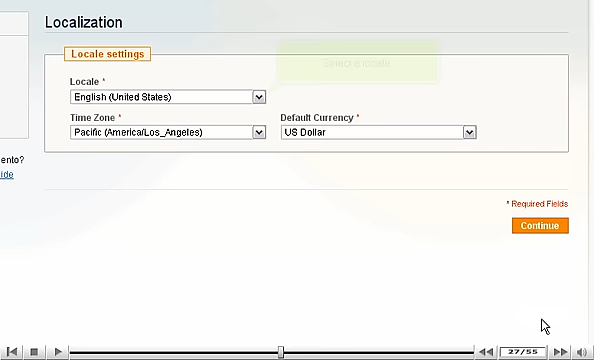 Localization
Locale settings
Select a locale
Locale *
English (United States)
Time Zone * Default Currency *
Pacific (America/Los_Angeles) US Dollar
ento?
ide
* Required Fields
Continue
27/55